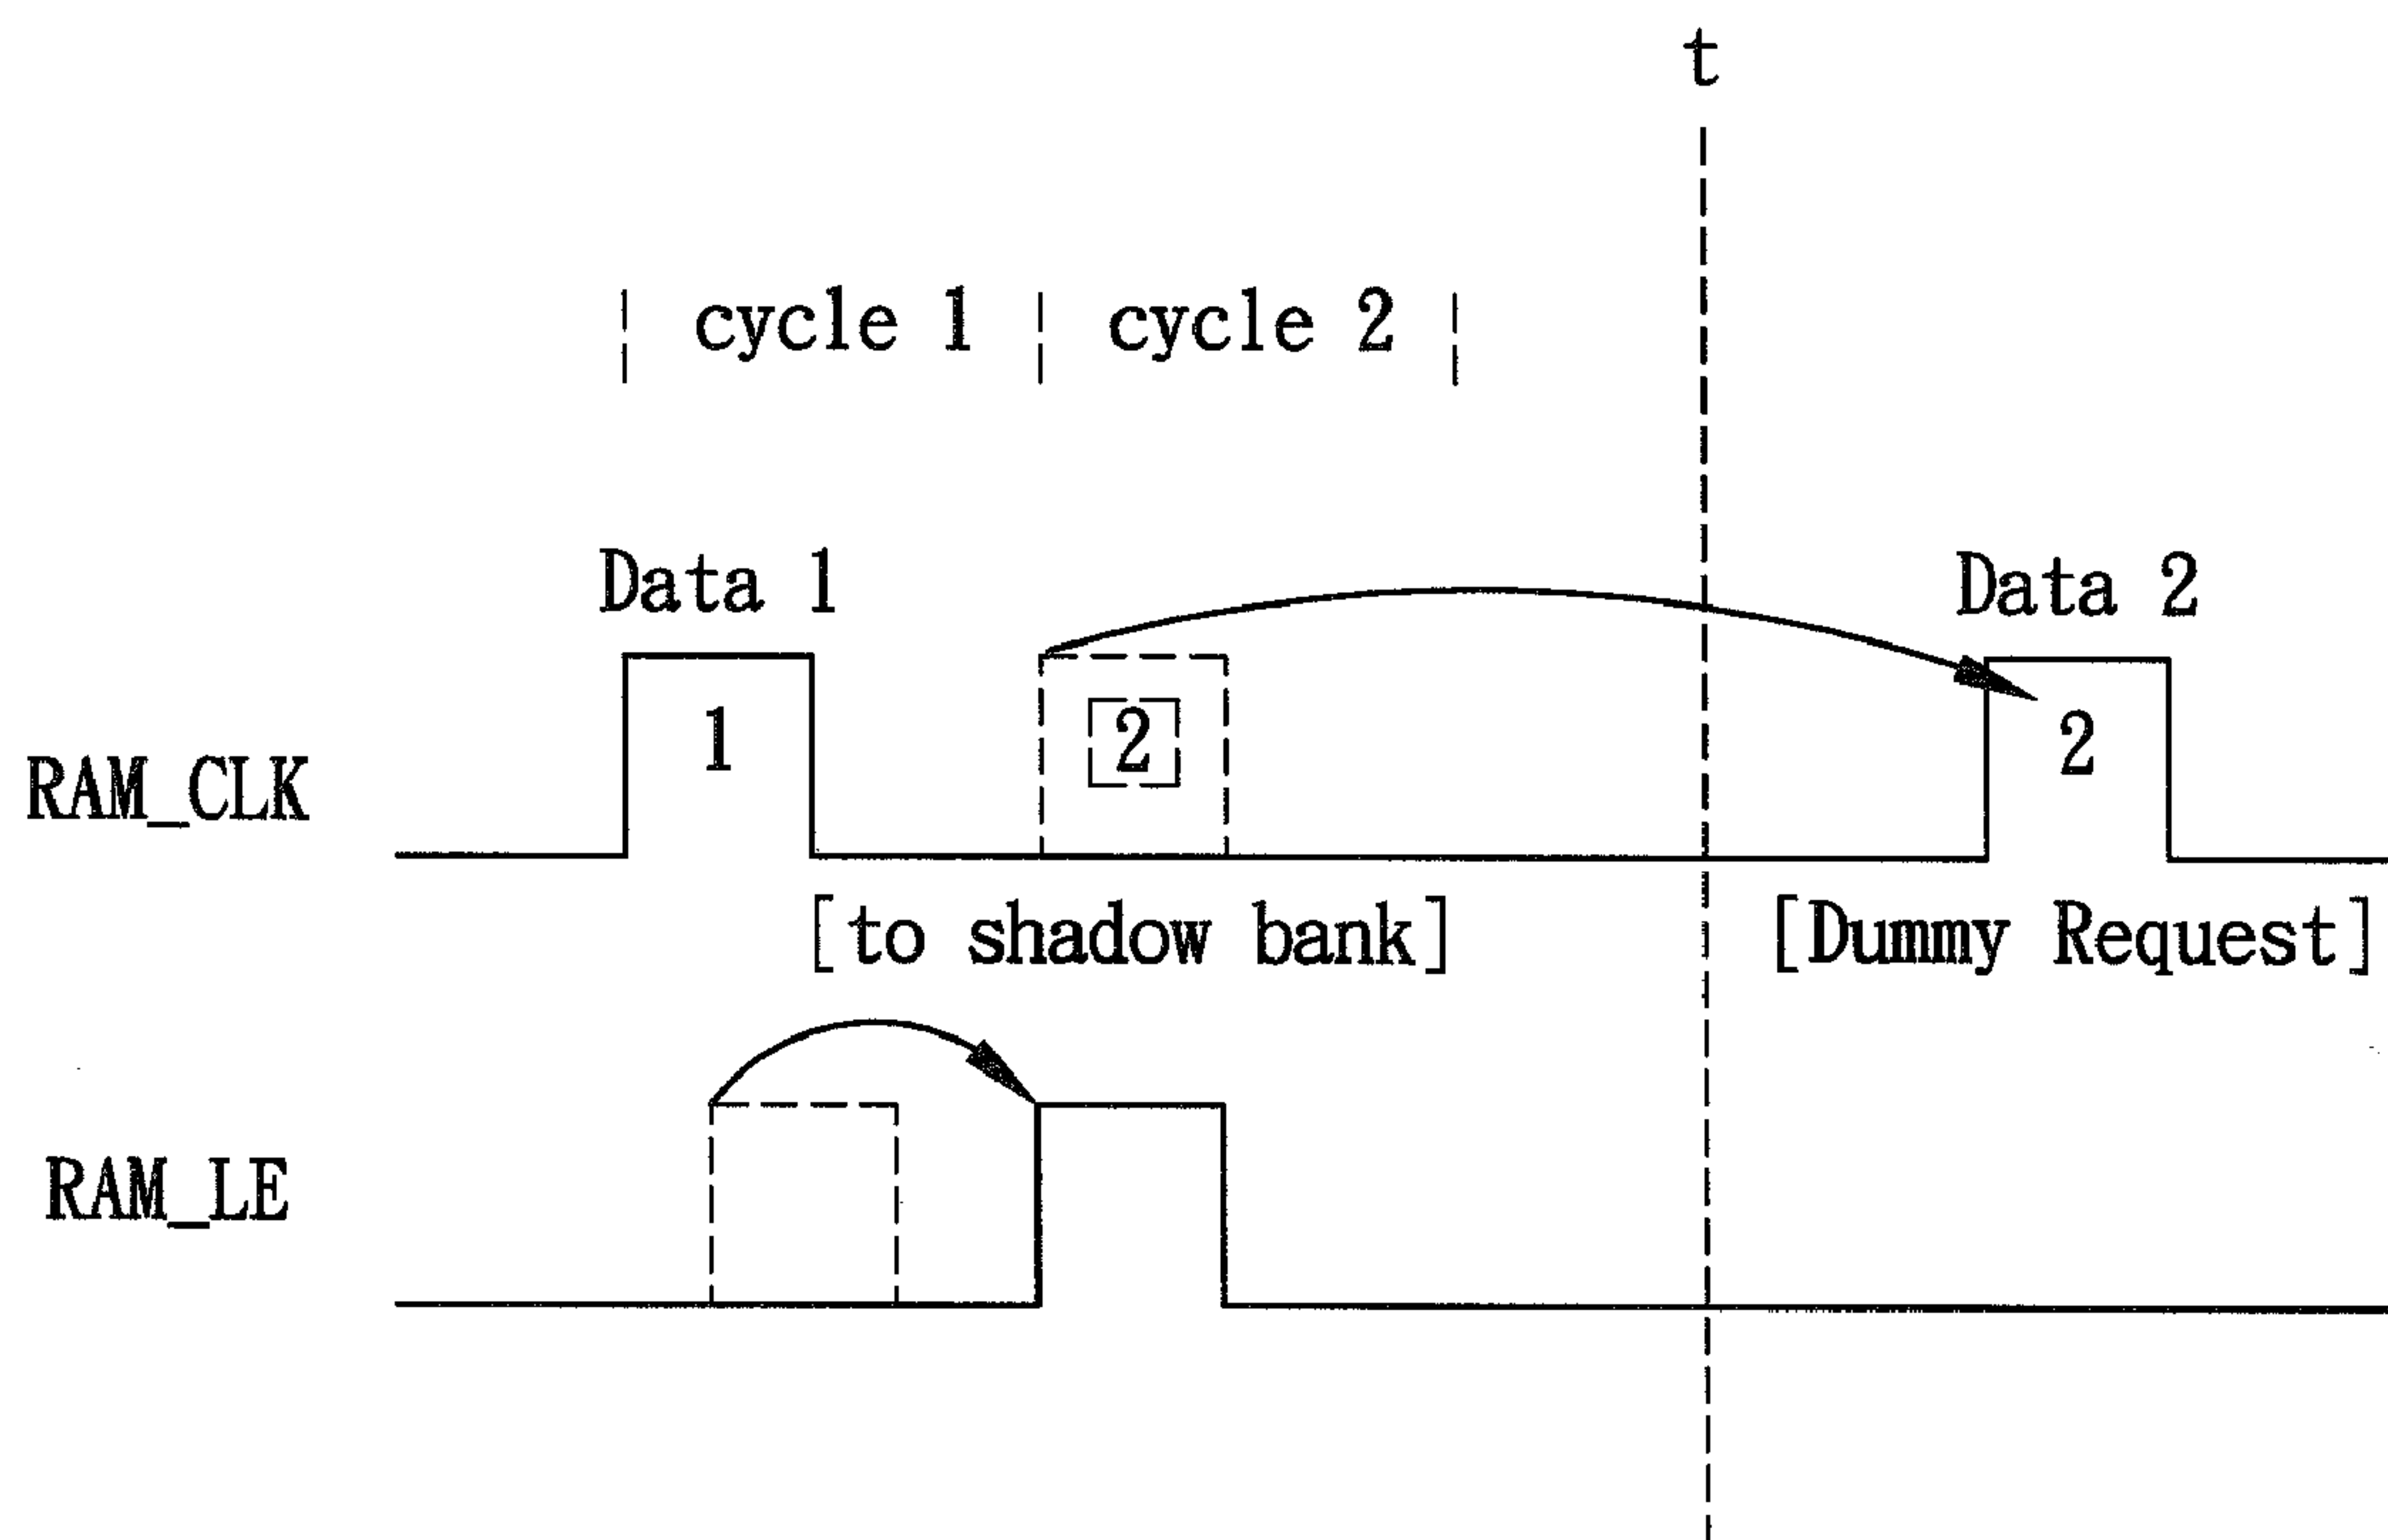 t
cycle 1 cycle 2
Data 1 Data 2
RAM_CLK 1 2 2
[to shadow bank] [Dummy Request]
RAM_LE